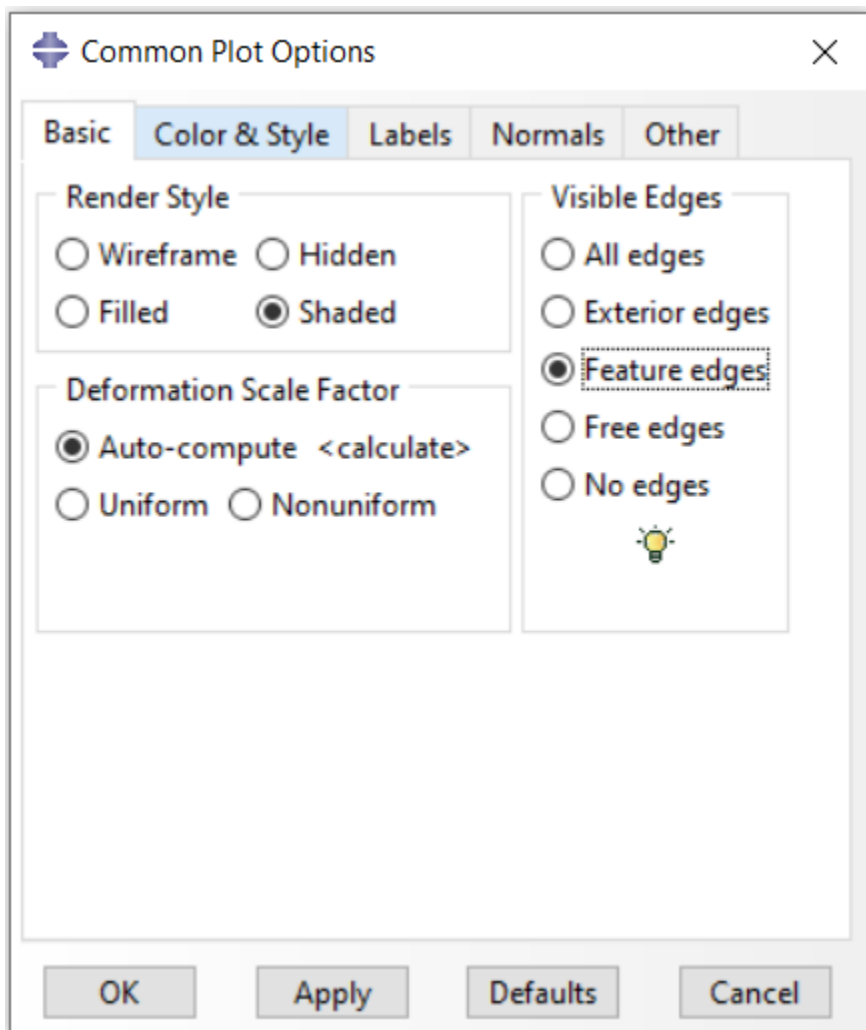 Common Plot Options
Basic Color & Style Labels Normals Other
Render Style
Wireframe Hidden
Filled Shaded
Deformation Scale Factor
Auto-compute <calculate>
Uniform Nonuniform
Visible Edges
All edges
Exterior edges
Feature edges
Free edges
No edges
OK Apply Defaults Cancel